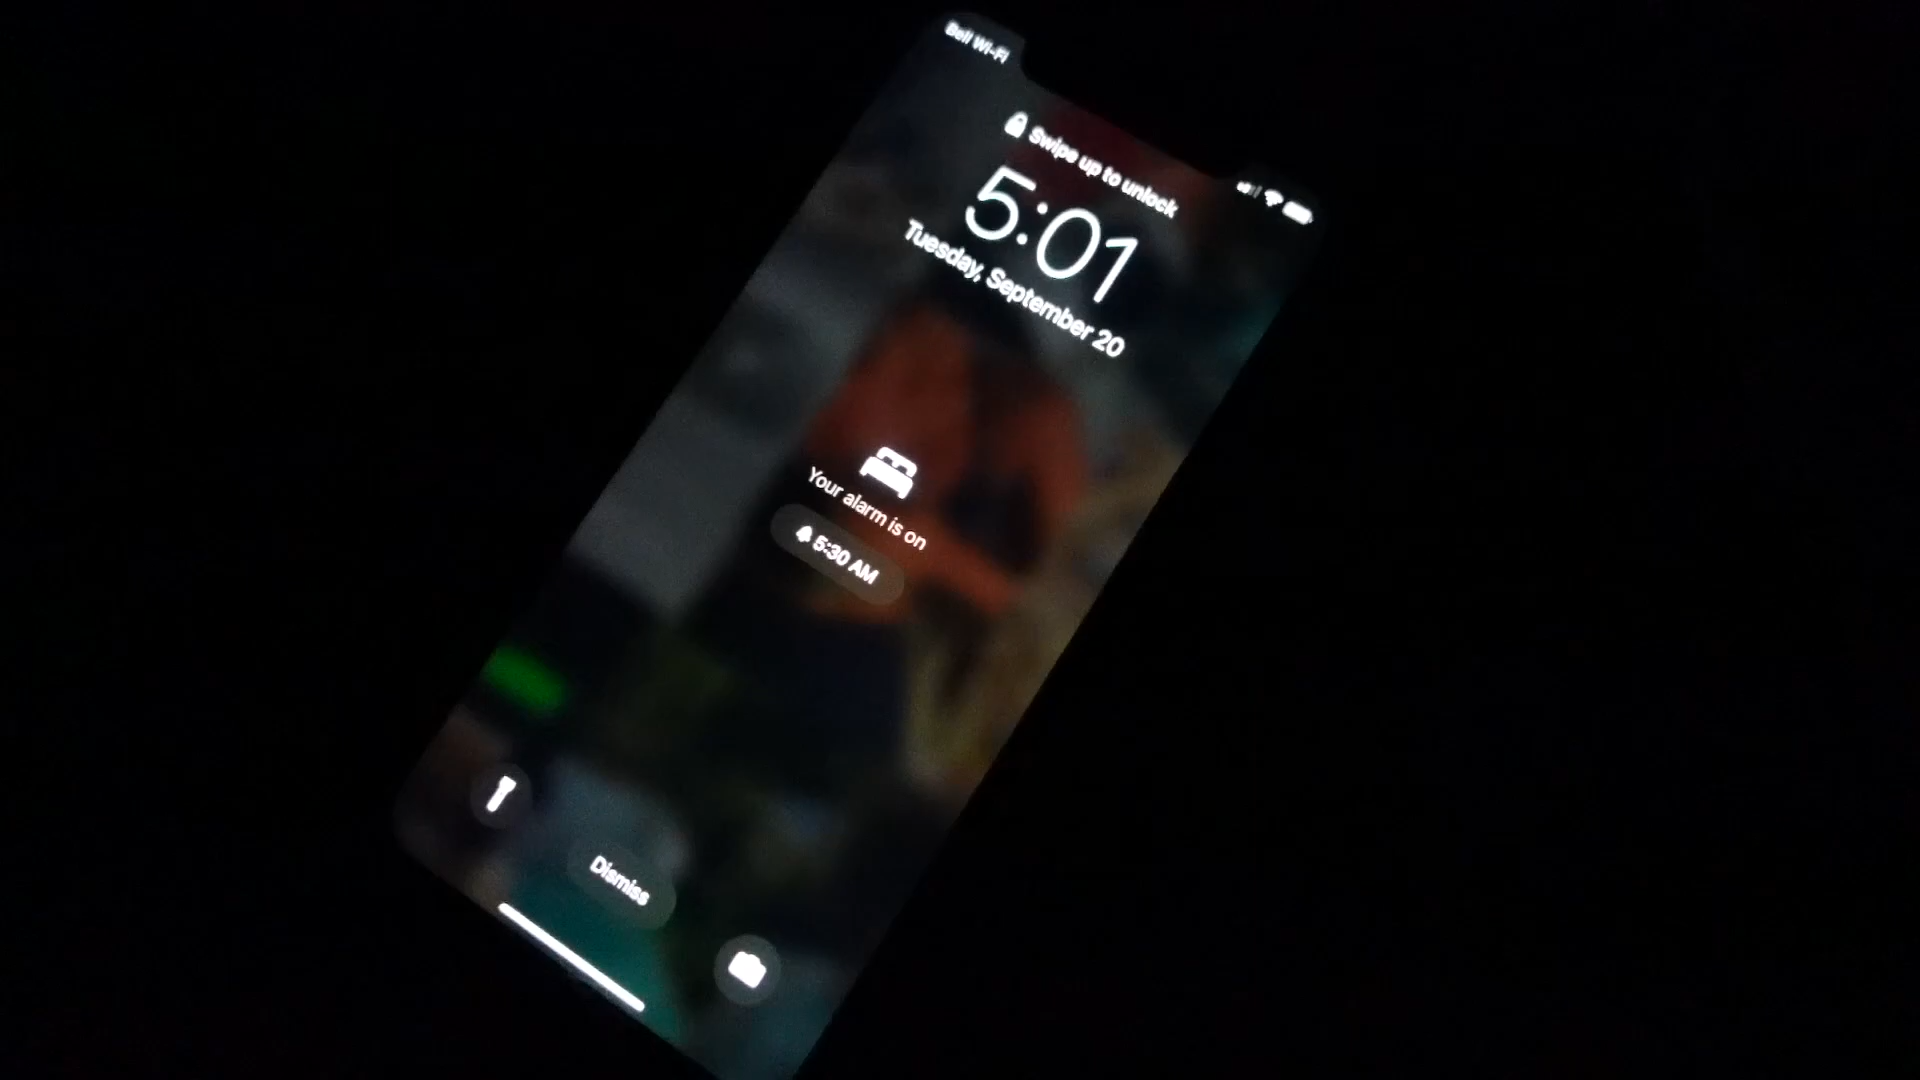 Bell Wi-Fi
Swipe up to unlock
5:01
Tuesday, September 20
Your alarm is on
5:30 AM
Dismiss